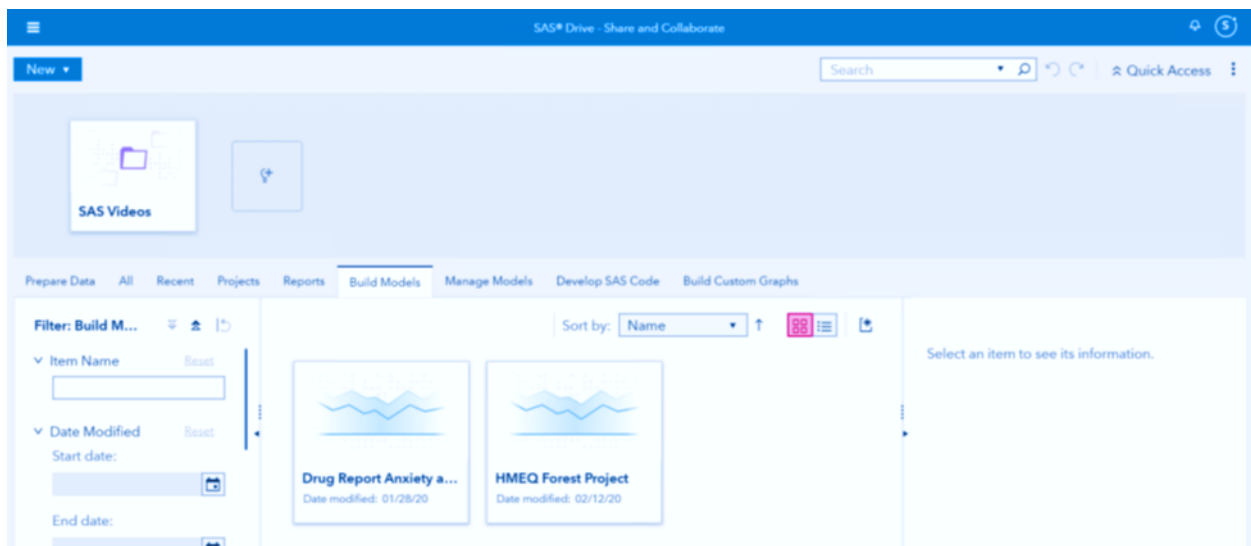 SAS® Drive - Share and Collaborate
S
New
Search
Quick Access
SAS Videos
Prepare Data All Recent Projects Reports Build Models Manage Models Develop SAS Code Build Custom Graphs
Filter: Build M...
Sort by: Name
Item Name Reset
Select an item to see its information.
Date Modified Reset
Start date:
Drug Report Anxiety a...
Date modified: 01/28/20
HMEQ Forest Project
Date modified: 02/12/20
End date: